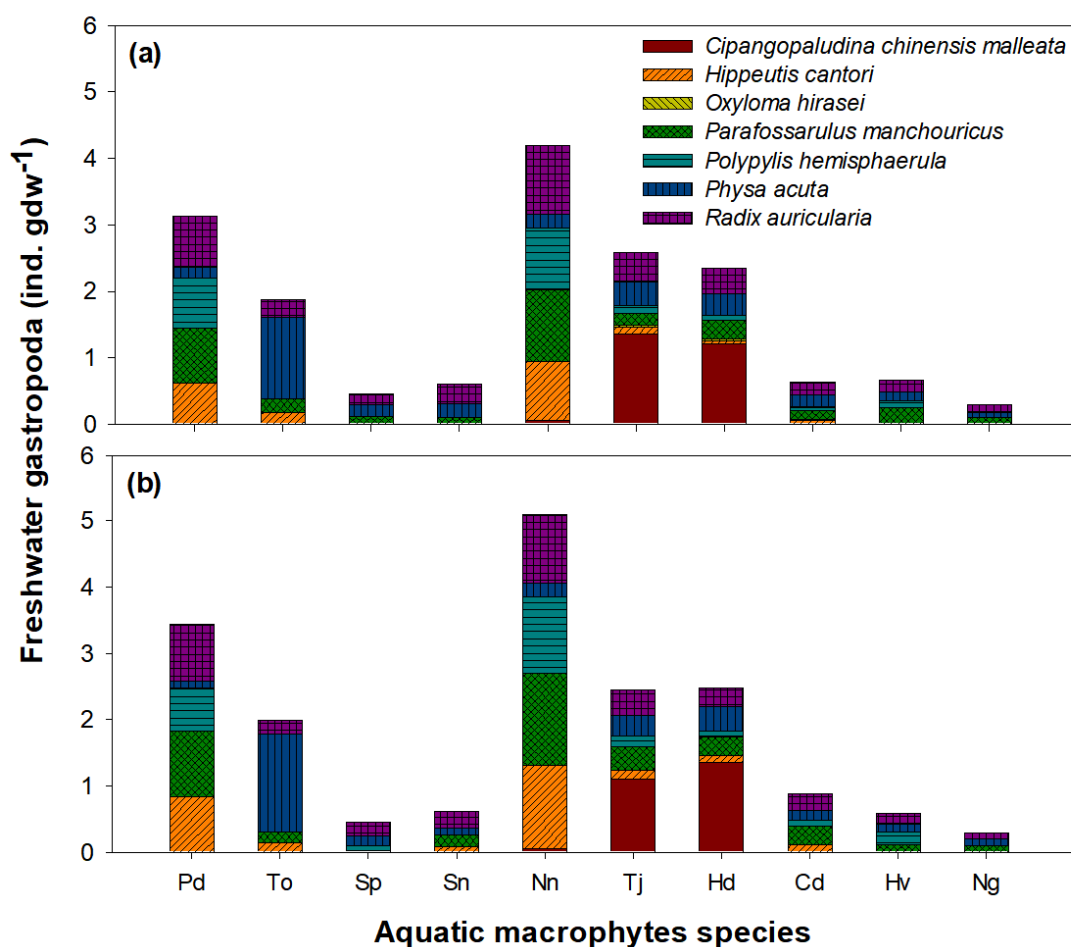 (a)
Cipangopaludina chinensis malleata
Hippeutis cantori
Oxyloma hirasei
Parafossarulus manchouricus
Polypylis hemisphaerula
Physa acuta
Radix auricularia
6
5
4
3
2
1
0
Freshwater gastropoda (ind. gdw-1)
(b)
6
5
4
3
2
1
0
Pd To Sp Sn Nn Tj Hd Cd Hv Ng
Aquatic macrophytes species